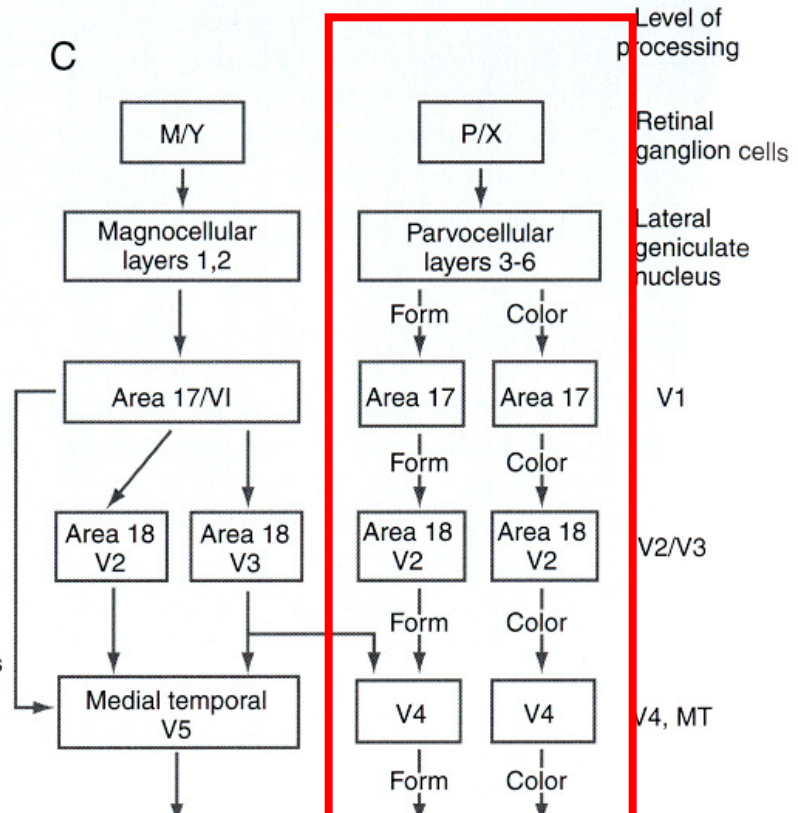 C
Level of
processing
M/Y
P/X
Retinal
ganglion cells
Magnocellular
layers 1,2
Parvocellular
layers 3-6
Lateral
geniculate
nucleus
Form
Color
Area 17/VI
Area 17
Area 17
V1
Form
Color
Area 18
V2
Area 18
V3
Area 18
V2
Area 18
V2
V2/V3
Form
Color
s
Medial temporal
V5
V4
V4
V4, MT
Form
Color